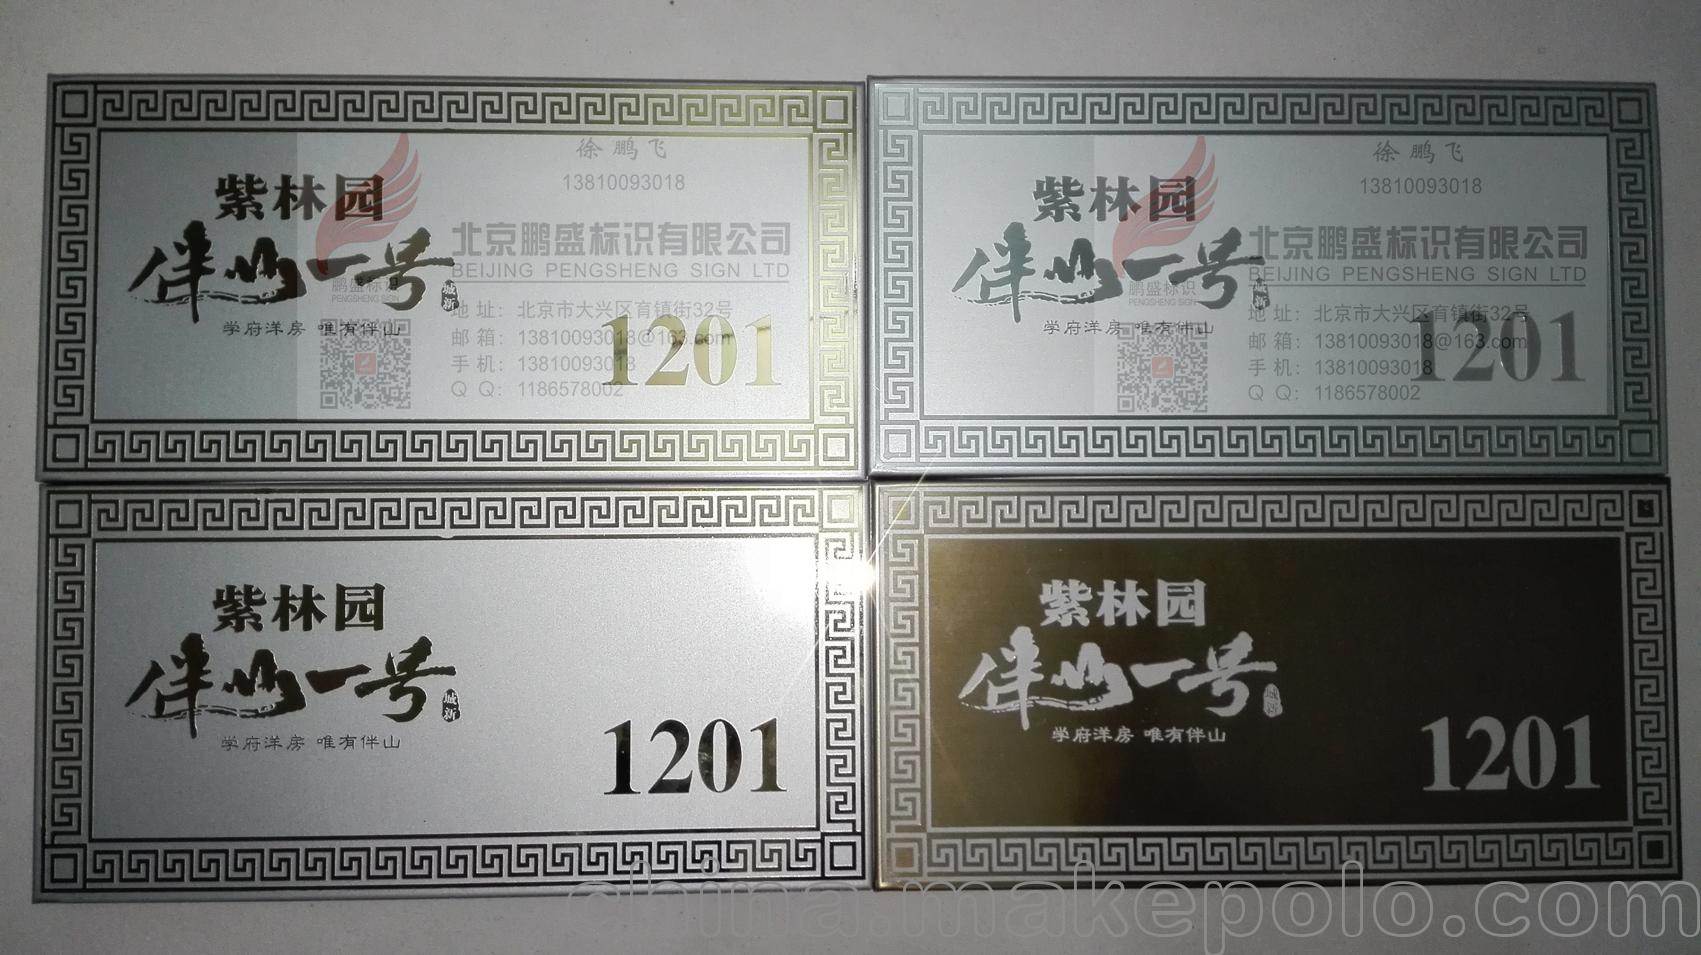 紫林园
伴山一号
城新
学府洋房 唯有伴山
1201
徐鹏飞
13810093018
北京鹏盛标识有限公司
BEIJING PENGSHENG SIGN LTD
鹏盛标识
PENGSHENG SIGN
地 址：北京市大兴区育镇街32号
邮 箱：13810093018@163.com
手 机：13810093018
Q Q：1186578002
紫林园
伴山一号
城新
学府洋房 唯有伴山
1201
徐鹏飞
13810093018
北京鹏盛标识有限公司
BEIJING PENGSHENG SIGN LTD
鹏盛标识
PENGSHENG SIGN
地 址：北京市大兴区育镇街32号
邮 箱：13810093018@163.com
手 机：13810093018
Q Q：1186578002
紫林园
伴山一号
城新
学府洋房 唯有伴山
1201
紫林园
伴山一号
城新
学府洋房 唯有伴山
1201
china.makepolo.com